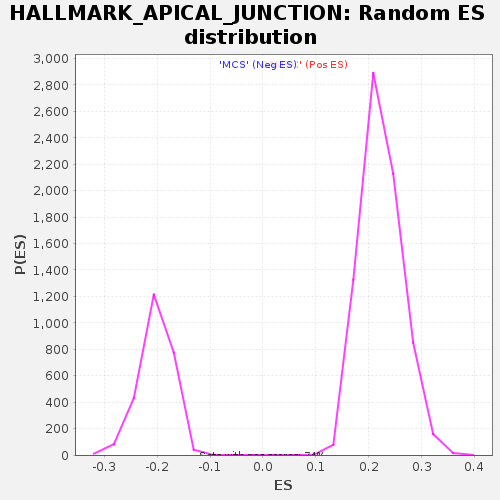 HALLMARK_APICAL_JUNCTION: Random ES
distribution
'MCS' (Neg ES)' (Pos ES)
3,000
2,800
2,600
2,400
2,200
2,000
1,800
1,600
1,400
1,200
1,000
800
600
400
200
0
P(ES)
-0.3 -0.2 -0.1 0.0 0.1 0.2 0.3 0.4
ES